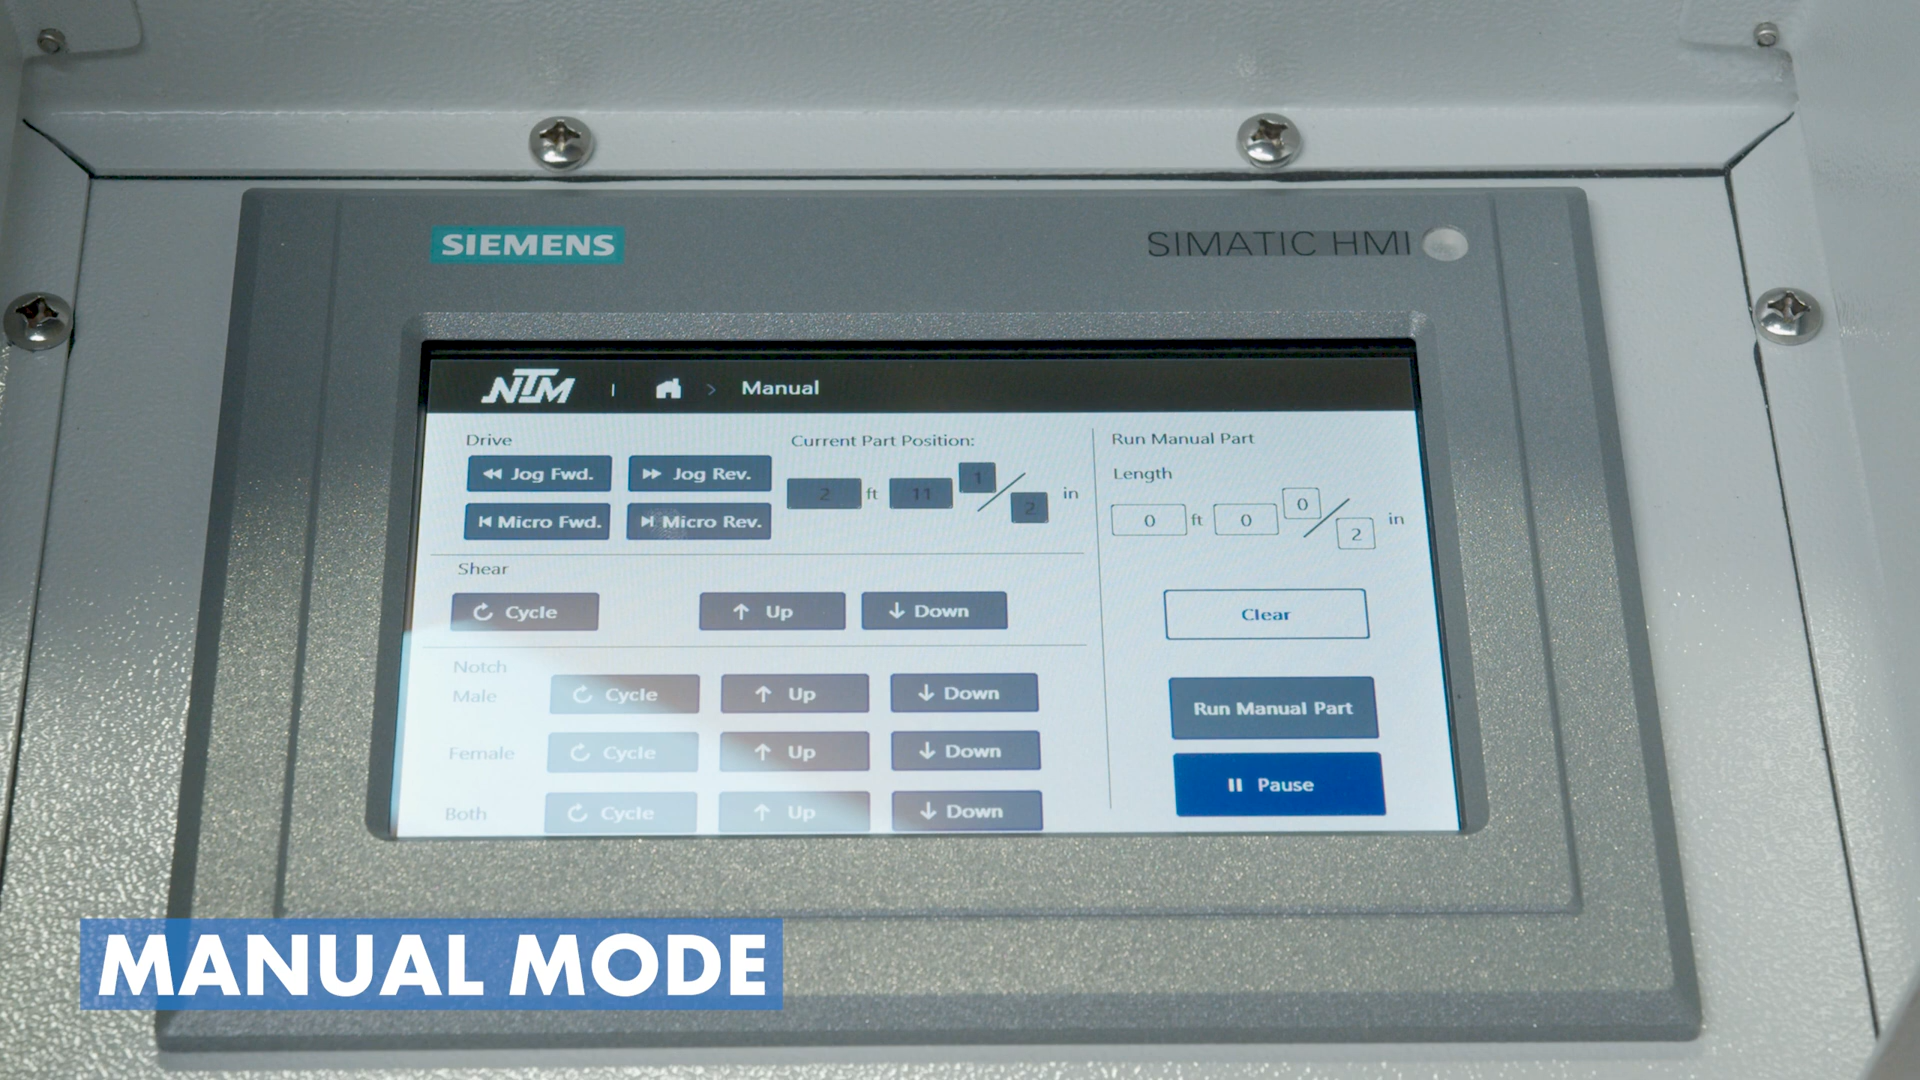 SIEMENS
SIMATIC HMI
NTM | > Manual
Drive
Jog Fwd. Jog Rev.
Micro Fwd. Micro Rev.
Current Part Position:
2 ft 11 1/2 in
Shear
Cycle Up Down
Notch
Male Cycle Up Down
Female Cycle Up Down
Both Cycle Up Down
Run Manual Part
Length
0 ft 0 0/2 in
Clear
Run Manual Part
Pause
MANUAL MODE